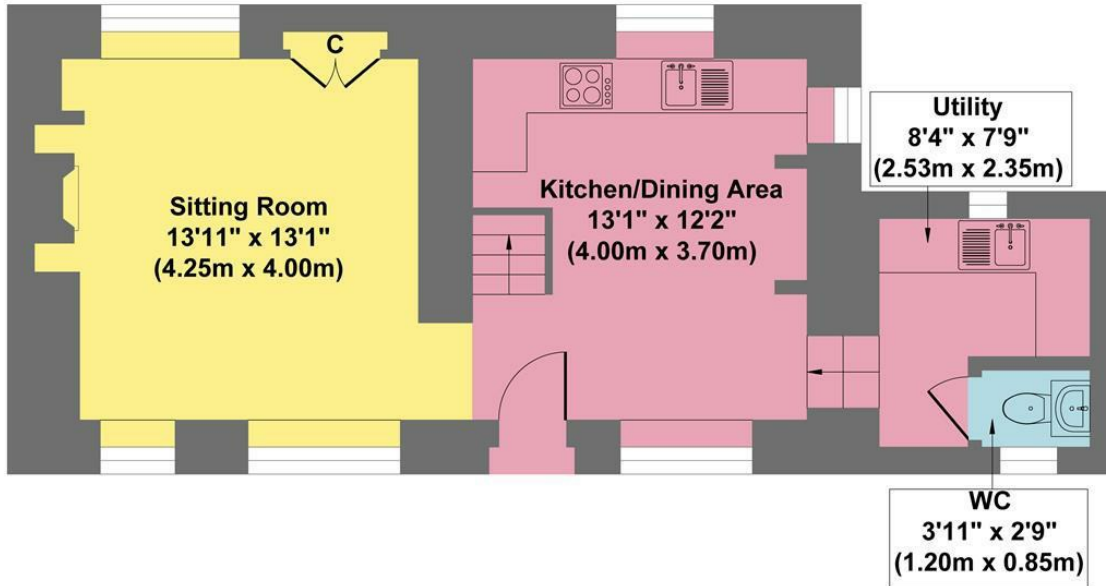 C
Utility
8'4" x 7'9"
(2.53m x 2.35m)
Kitchen/Dining Area
13'1" x 12'2"
(4.00m x 3.70m)
Sitting Room
13'11" x 13'1"
(4.25m x 4.00m)
WC
3'11" x 2'9"
(1.20m x 0.85m)